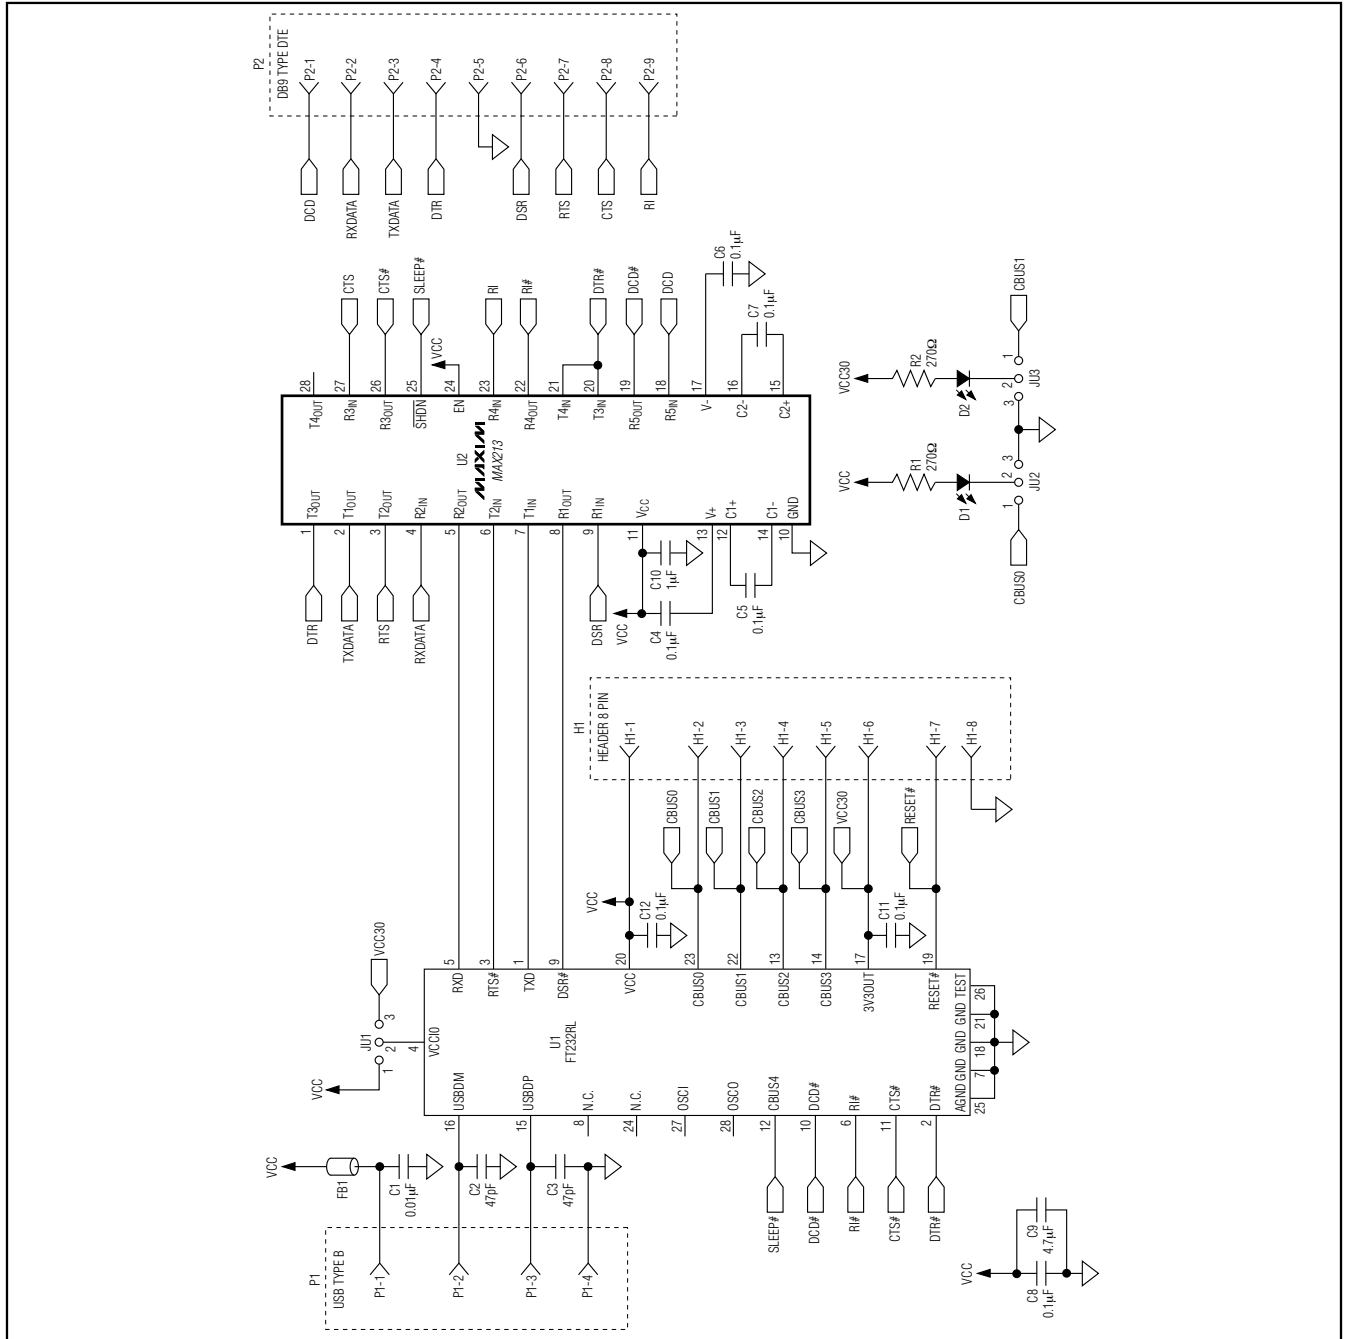 P2
DB9 TYPE DTE
P2-1
P2-2
P2-3
P2-4
P2-5
P2-6
P2-7
P2-8
P2-9
DCD
RXDATA
TXDATA
DTR
DSR
RTS
CTS
RI
CTS
CTS#
SLEEP#
VCC
RI
RI#
DTR#
DCD#
DCD
C6
0.1µF
C7
0.1µF
28
27
26
25
24
23
22
21
20
19
18
17
16
15
T4OUT
R3IN
R3OUT
SHDN
EN
R4IN
R4OUT
T4IN
T3IN
R5OUT
R5IN
V-
C2-
C2+
U2
MAXIM
MAX213
T3OUT
T1OUT
T2OUT
R2IN
R2OUT
T2IN
T1IN
R1OUT
R1IN
VCC
V+
C1+
C1-
GND
1
2
3
4
5
6
7
8
9
11
13
12
14
10
DTR
TXDATA
RTS
RXDATA
DSR
VCC
C10
1µF
C4
0.1µF
C5
0.1µF
VCC30
R2
270Ω
D2
CBUS1
1
2
3
JU3
VCC
R1
270Ω
D1
3
2
1
JU2
CBUS0
H1
HEADER 8 PIN
H1-1
H1-2
H1-3
H1-4
H1-5
H1-6
H1-7
H1-8
CBUS0
CBUS1
CBUS2
CBUS3
VCC30
RESET#
VCC
C12
0.1µF
C11
0.1µF
VCC30
3
2
1
JU1
VCC
4
VCCIO
5
3
1
9
20
23
22
13
14
17
19
RXD
RTS#
TXD
DSR#
VCC
CBUS0
CBUS1
CBUS2
CBUS3
3V3OUT
RESET#
U1
FT232RL
AGND
GND
GND
GND
TEST
25
7
18
21
26
USBDM
USBDP
N.C.
N.C.
OSCI
OSCO
CBUS4
DCD#
RI#
CTS#
DTR#
16
15
8
24
27
28
12
10
6
11
2
VCC
FB1
C1
0.01µF
C2
47pF
C3
47pF
SLEEP#
DCD#
RI#
CTS#
DTR#
P1
USB TYPE B
P1-1
P1-2
P1-3
P1-4
VCC
C8
0.1µF
C9
4.7µF